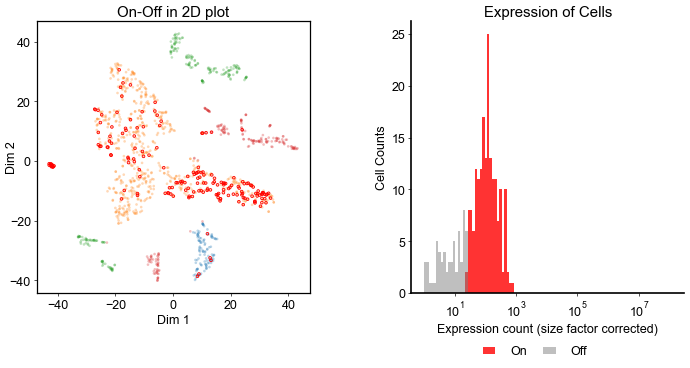 On-Off in 2D plot
40
20
0
−20
−40
−40 −20 0 20 40
Dim 2
Dim 1
Expression of Cells
25
20
15
10
5
0
10^1 10^3 10^5 10^7
Cell Counts
Expression count (size factor corrected)
On Off